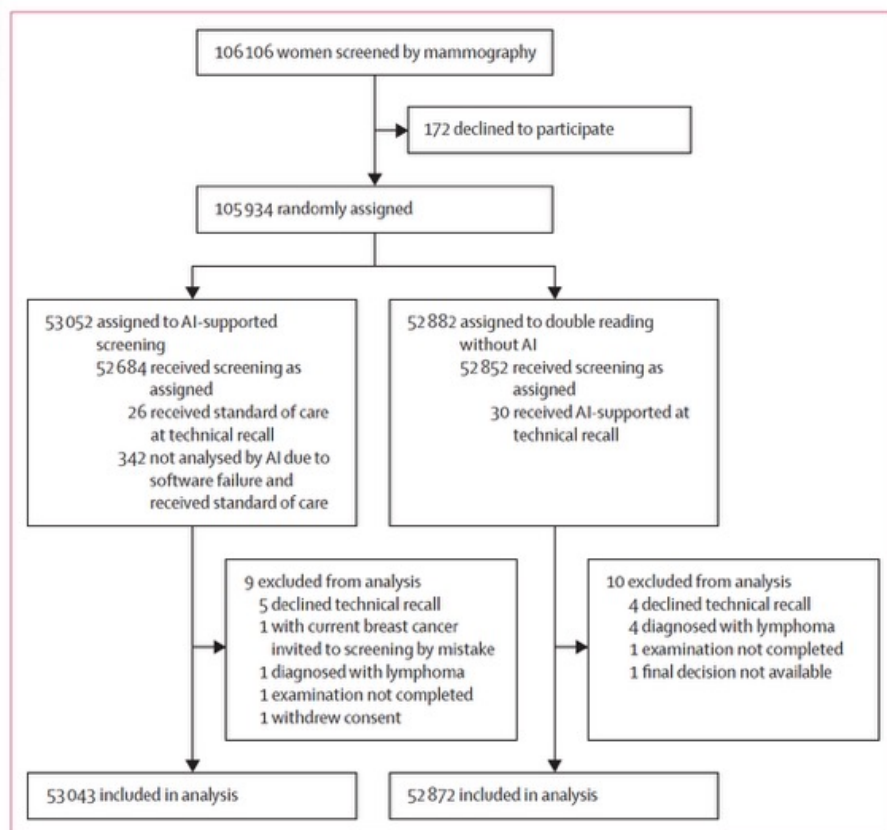 106 106 women screened by mammography
172 declined to participate
105 934 randomly assigned
53 052 assigned to AI-supported
screening
52 684 received screening as
assigned
26 received standard of care
at technical recall
342 not analysed by AI due to
software failure and
received standard of care
52 882 assigned to double reading
without AI
52 852 received screening as
assigned
30 received AI-supported at
technical recall
9 excluded from analysis
5 declined technical recall
1 with current breast cancer
invited to screening by mistake
1 diagnosed with lymphoma
1 examination not completed
1 withdrew consent
10 excluded from analysis
4 declined technical recall
4 diagnosed with lymphoma
1 examination not completed
1 final decision not available
53 043 included in analysis
52 872 included in analysis